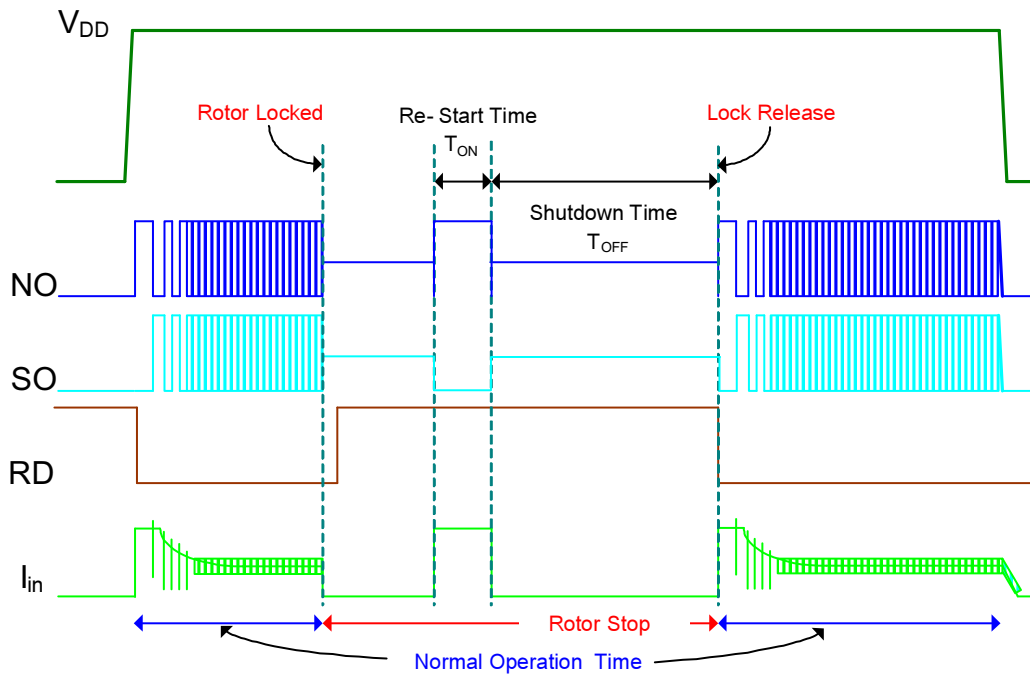 VDD
Rotor Locked
Re- Start Time
TON
Lock Release
Shutdown Time
TOFF
NO
SO
RD
Iin
Rotor Stop
Normal Operation Time